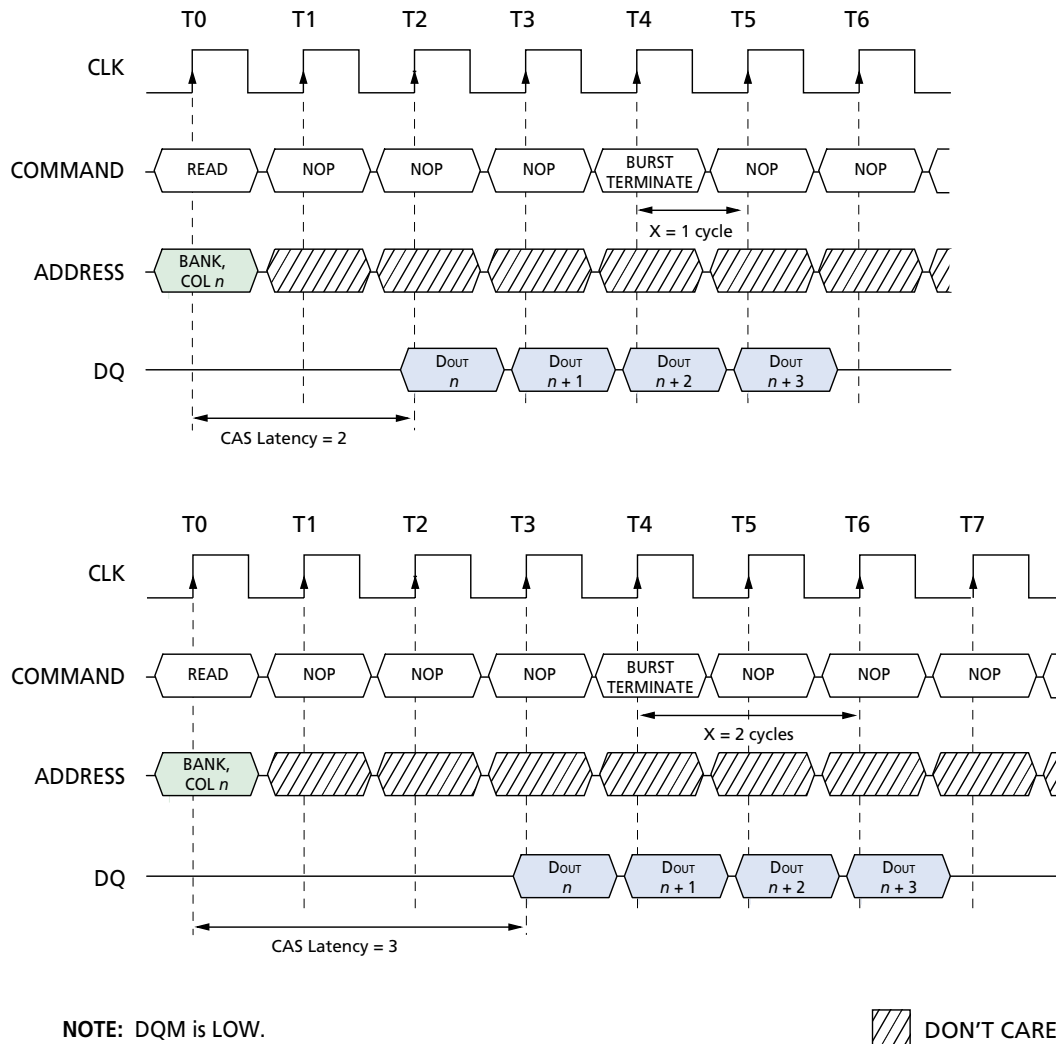 T0 T1 T2 T3 T4 T5 T6
CLK
COMMAND READ NOP NOP NOP BURST TERMINATE NOP NOP
X = 1 cycle
ADDRESS BANK, COL n
DQ DOUT n DOUT n + 1 DOUT n + 2 DOUT n + 3
CAS Latency = 2
T0 T1 T2 T3 T4 T5 T6 T7
CLK
COMMAND READ NOP NOP NOP BURST TERMINATE NOP NOP NOP
X = 2 cycles
ADDRESS BANK, COL n
DQ DOUT n DOUT n + 1 DOUT n + 2 DOUT n + 3
CAS Latency = 3
NOTE: DQM is LOW. DON'T CARE